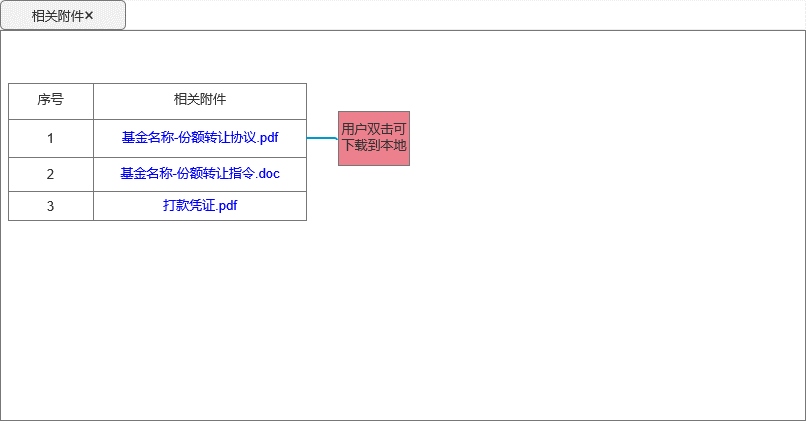 相关附件✕
序号 相关附件
1 基金名称-份额转让协议.pdf
用户双击可
下载到本地
2 基金名称-份额转让指令.doc
3 打款凭证.pdf